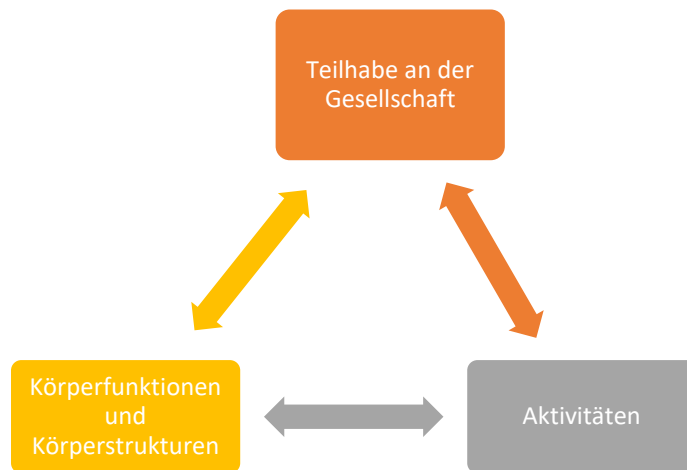 Teilhabe an der
Gesellschaft
Körperfunktionen
und
Körperstrukturen
Aktivitäten